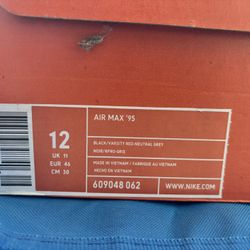 AIR MAX '95
12
UK 11
EUR 46
CM 30
BLACK/VARSITY RED-NEUTRAL GREY
NOIR/RPRO-GRIS
MADE IN VIETNAM / FABRIQUE AU VIETNAM
HECHO EN VIETNAM
609048 062
WWW.NIKE.COM